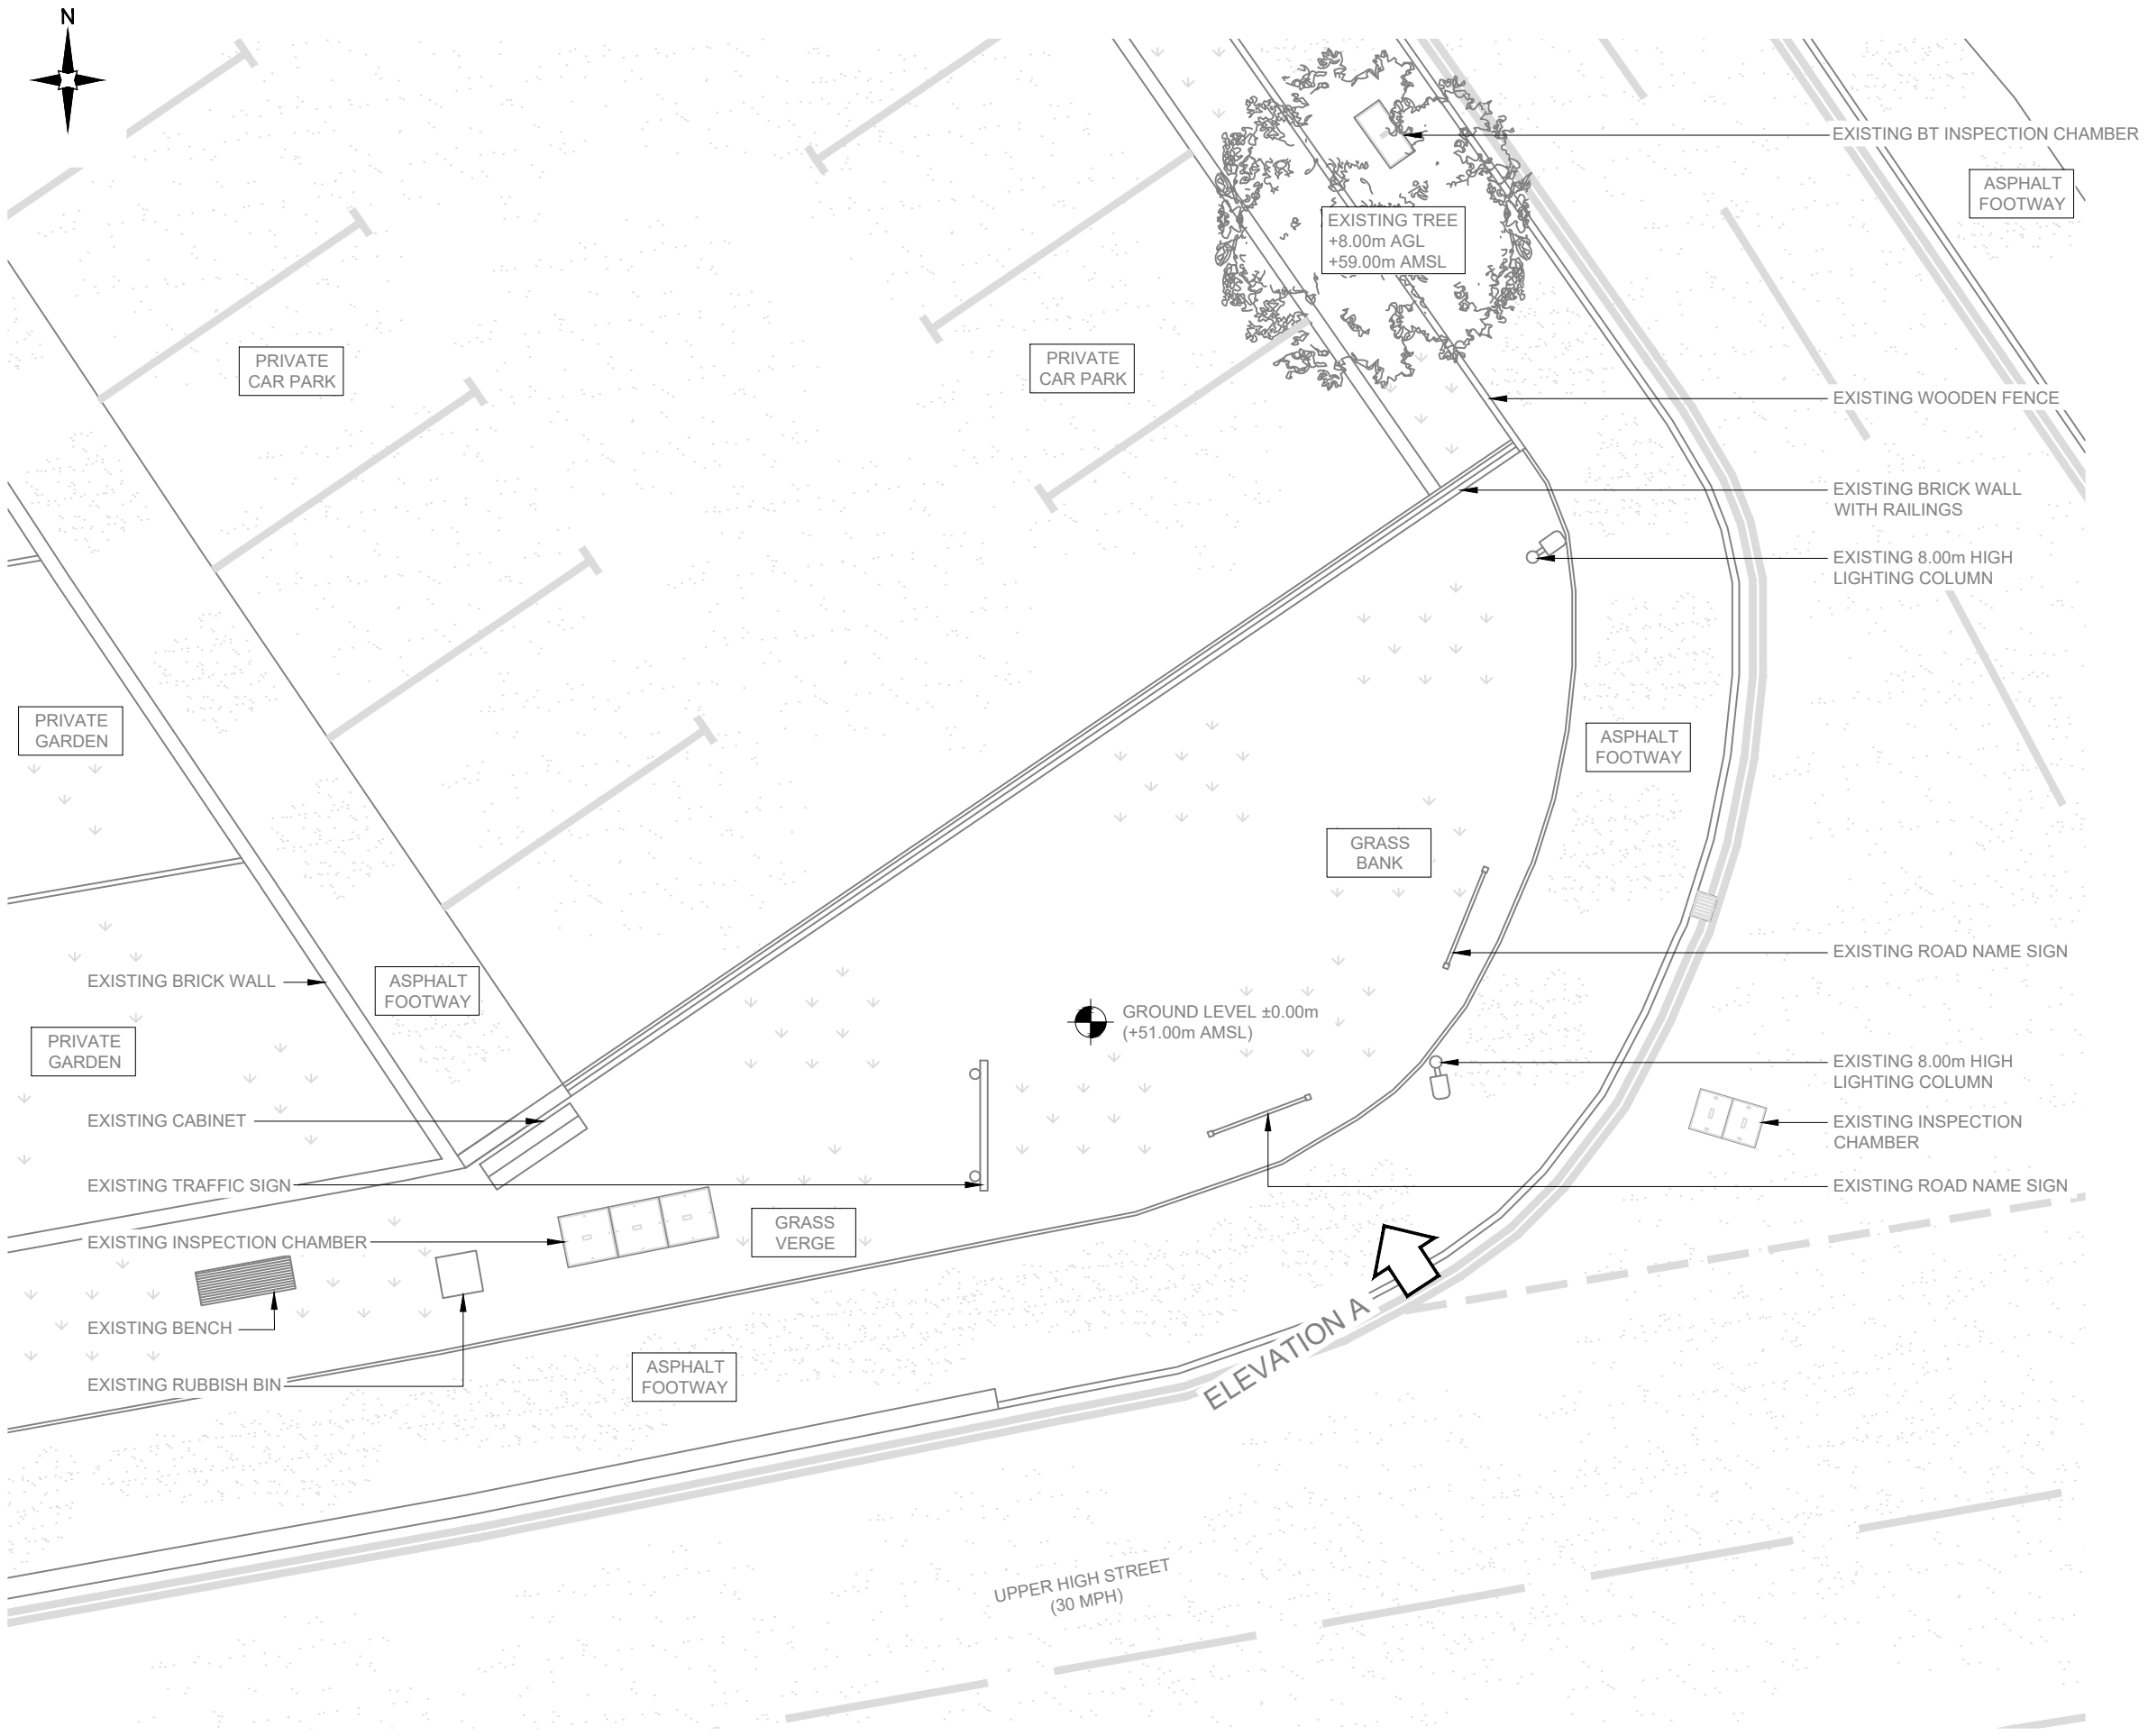 N
EXISTING BT INSPECTION CHAMBER
ASPHALT
FOOTWAY
EXISTING TREE
+8.00m AGL
+59.00m AMSL
PRIVATE
CAR PARK
PRIVATE
CAR PARK
EXISTING WOODEN FENCE
EXISTING BRICK WALL
WITH RAILINGS
EXISTING 8.00m HIGH
LIGHTING COLUMN
PRIVATE
GARDEN
ASPHALT
FOOTWAY
GRASS
BANK
EXISTING ROAD NAME SIGN
EXISTING BRICK WALL
ASPHALT
FOOTWAY
GROUND LEVEL ±0.00m
(+51.00m AMSL)
PRIVATE
GARDEN
EXISTING 8.00m HIGH
LIGHTING COLUMN
EXISTING CABINET
EXISTING INSPECTION
CHAMBER
EXISTING TRAFFIC SIGN
EXISTING ROAD NAME SIGN
GRASS
VERGE
EXISTING INSPECTION CHAMBER
EXISTING BENCH
ELEVATION A
ASPHALT
FOOTWAY
EXISTING RUBBISH BIN
UPPER HIGH STREET
(30 MPH)